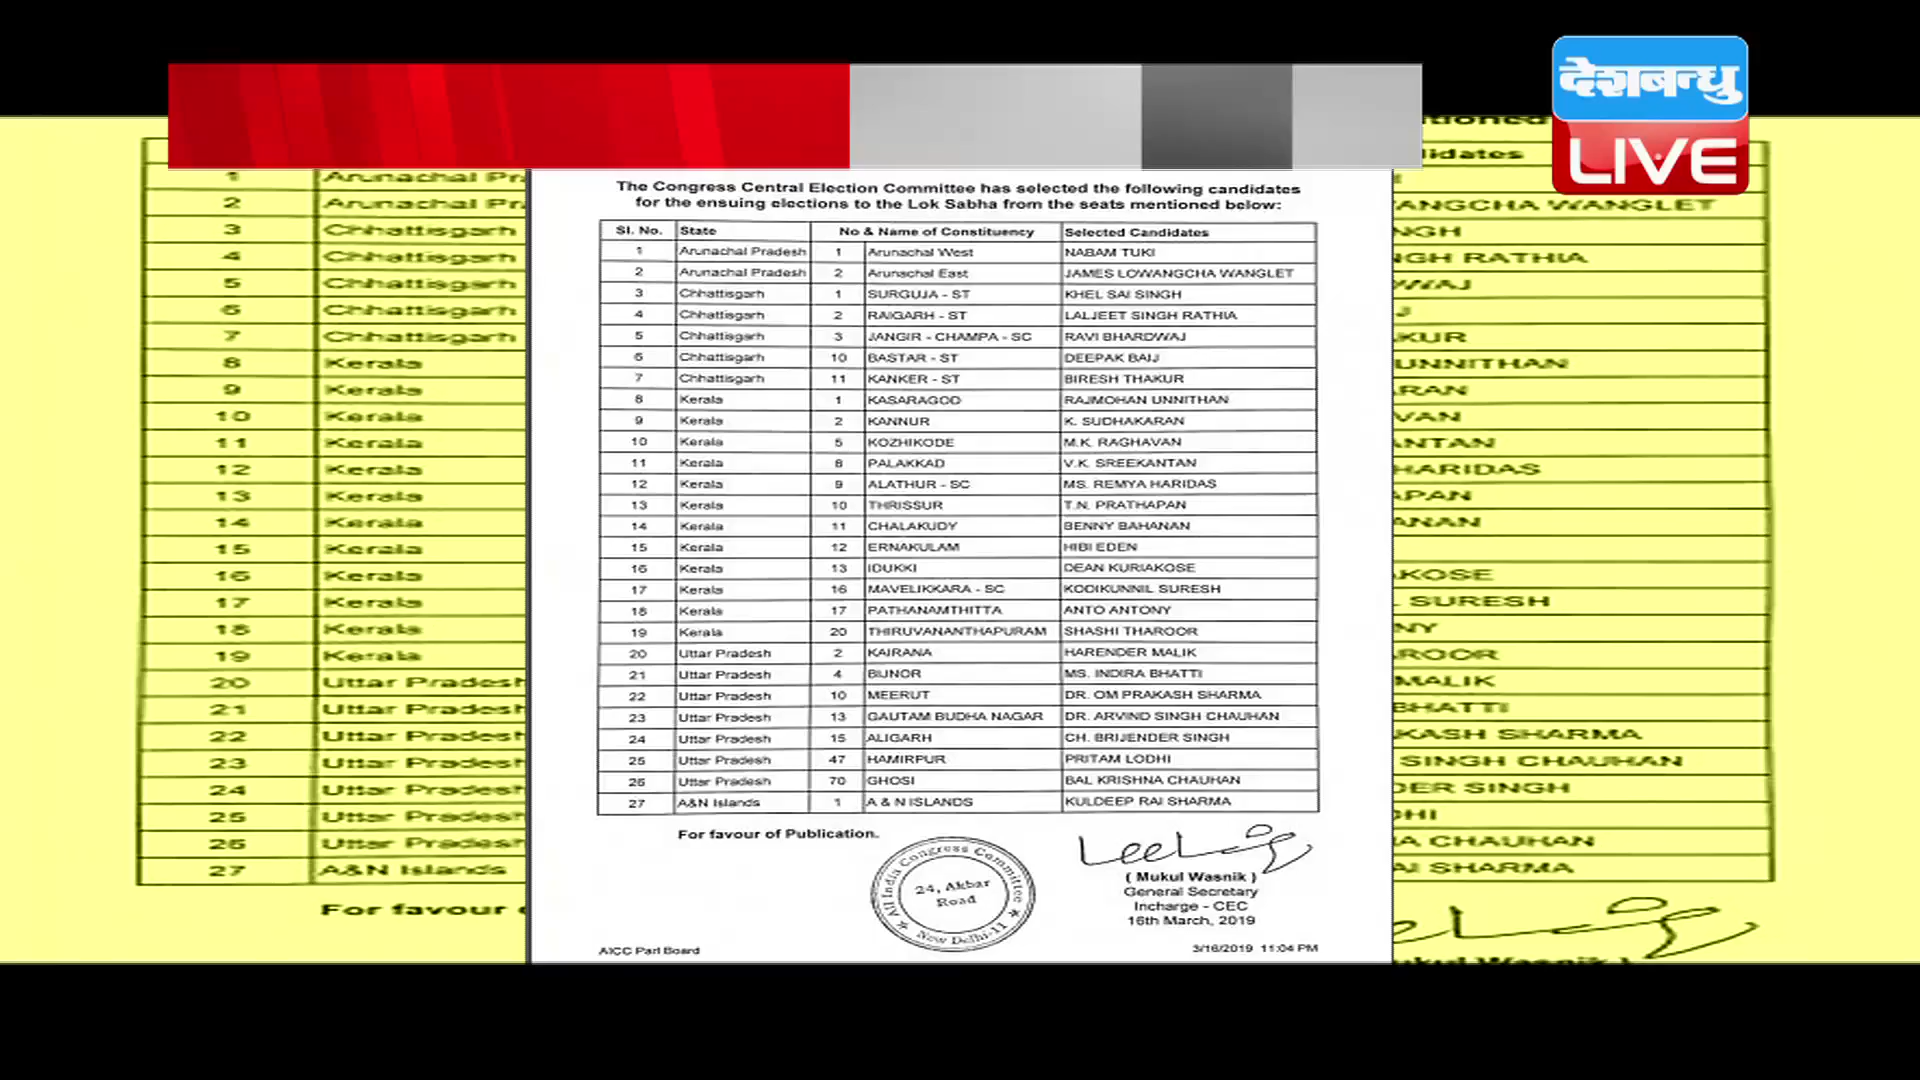 देशबन्धु
LIVE
The Congress Central Election Committee has selected the following candidates
for the ensuing elections to the Lok Sabha from the seats mentioned below:
Sl. No. State No & Name of Constituency Selected Candidates
1 Arunachal Pradesh 1 Arunachal West NABAM TUKI
2 Arunachal Pradesh 2 Arunachal East JAMES LOWANGCHA WANGLET
3 Chhattisgarh 1 SURGUJA - ST KHEL SAI SINGH
4 Chhattisgarh 2 RAIGARH - ST LALJEET SINGH RATHIA
5 Chhattisgarh 3 JANGIR - CHAMPA - SC RAVI BHARDWAJ
6 Chhattisgarh 10 BASTAR - ST DEEPAK BAIJ
7 Chhattisgarh 11 KANKER - ST BIRESH THAKUR
8 Kerala 1 KASARAGOD RAJMOHAN UNNITHAN
9 Kerala 2 KANNUR K. SUDHAKARAN
10 Kerala 5 KOZHIKODE M.K. RAGHAVAN
11 Kerala 8 PALAKKAD V.K. SREEKANTAN
12 Kerala 9 ALATHUR - SC MS. REMYA HARIDAS
13 Kerala 10 THRISSUR T.N. PRATHAPAN
14 Kerala 11 CHALAKUDY BENNY BAHANAN
15 Kerala 12 ERNAKULAM HIBI EDEN
16 Kerala 13 IDUKKI DEAN KURIAKOSE
17 Kerala 16 MAVELIKKARA - SC KODIKUNNIL SURESH
18 Kerala 17 PATHANAMTHITTA ANTO ANTONY
19 Kerala 20 THIRUVANANTHAPURAM SHASHI THAROOR
20 Uttar Pradesh 2 KAIRANA HARENDER MALIK
21 Uttar Pradesh 4 BIJNOR MS. INDIRA BHATTI
22 Uttar Pradesh 10 MEERUT DR. OM PRAKASH SHARMA
23 Uttar Pradesh 13 GAUTAM BUDHA NAGAR DR. ARVIND SINGH CHAUHAN
24 Uttar Pradesh 15 ALIGARH CH. BRIJENDER SINGH
25 Uttar Pradesh 47 HAMIRPUR PRITAM LODHI
26 Uttar Pradesh 70 GHOSI BAL KRISHNA CHAUHAN
27 A&N Islands 1 A & N ISLANDS KULDEEP RAI SHARMA
For favour of Publication.
All India Congress Committee
24, Akbar
Road
New Delhi-11
( Mukul Wasnik )
General Secretary
Incharge - CEC
16th March, 2019
AICC Parl Board 3/16/2019 11:04 PM